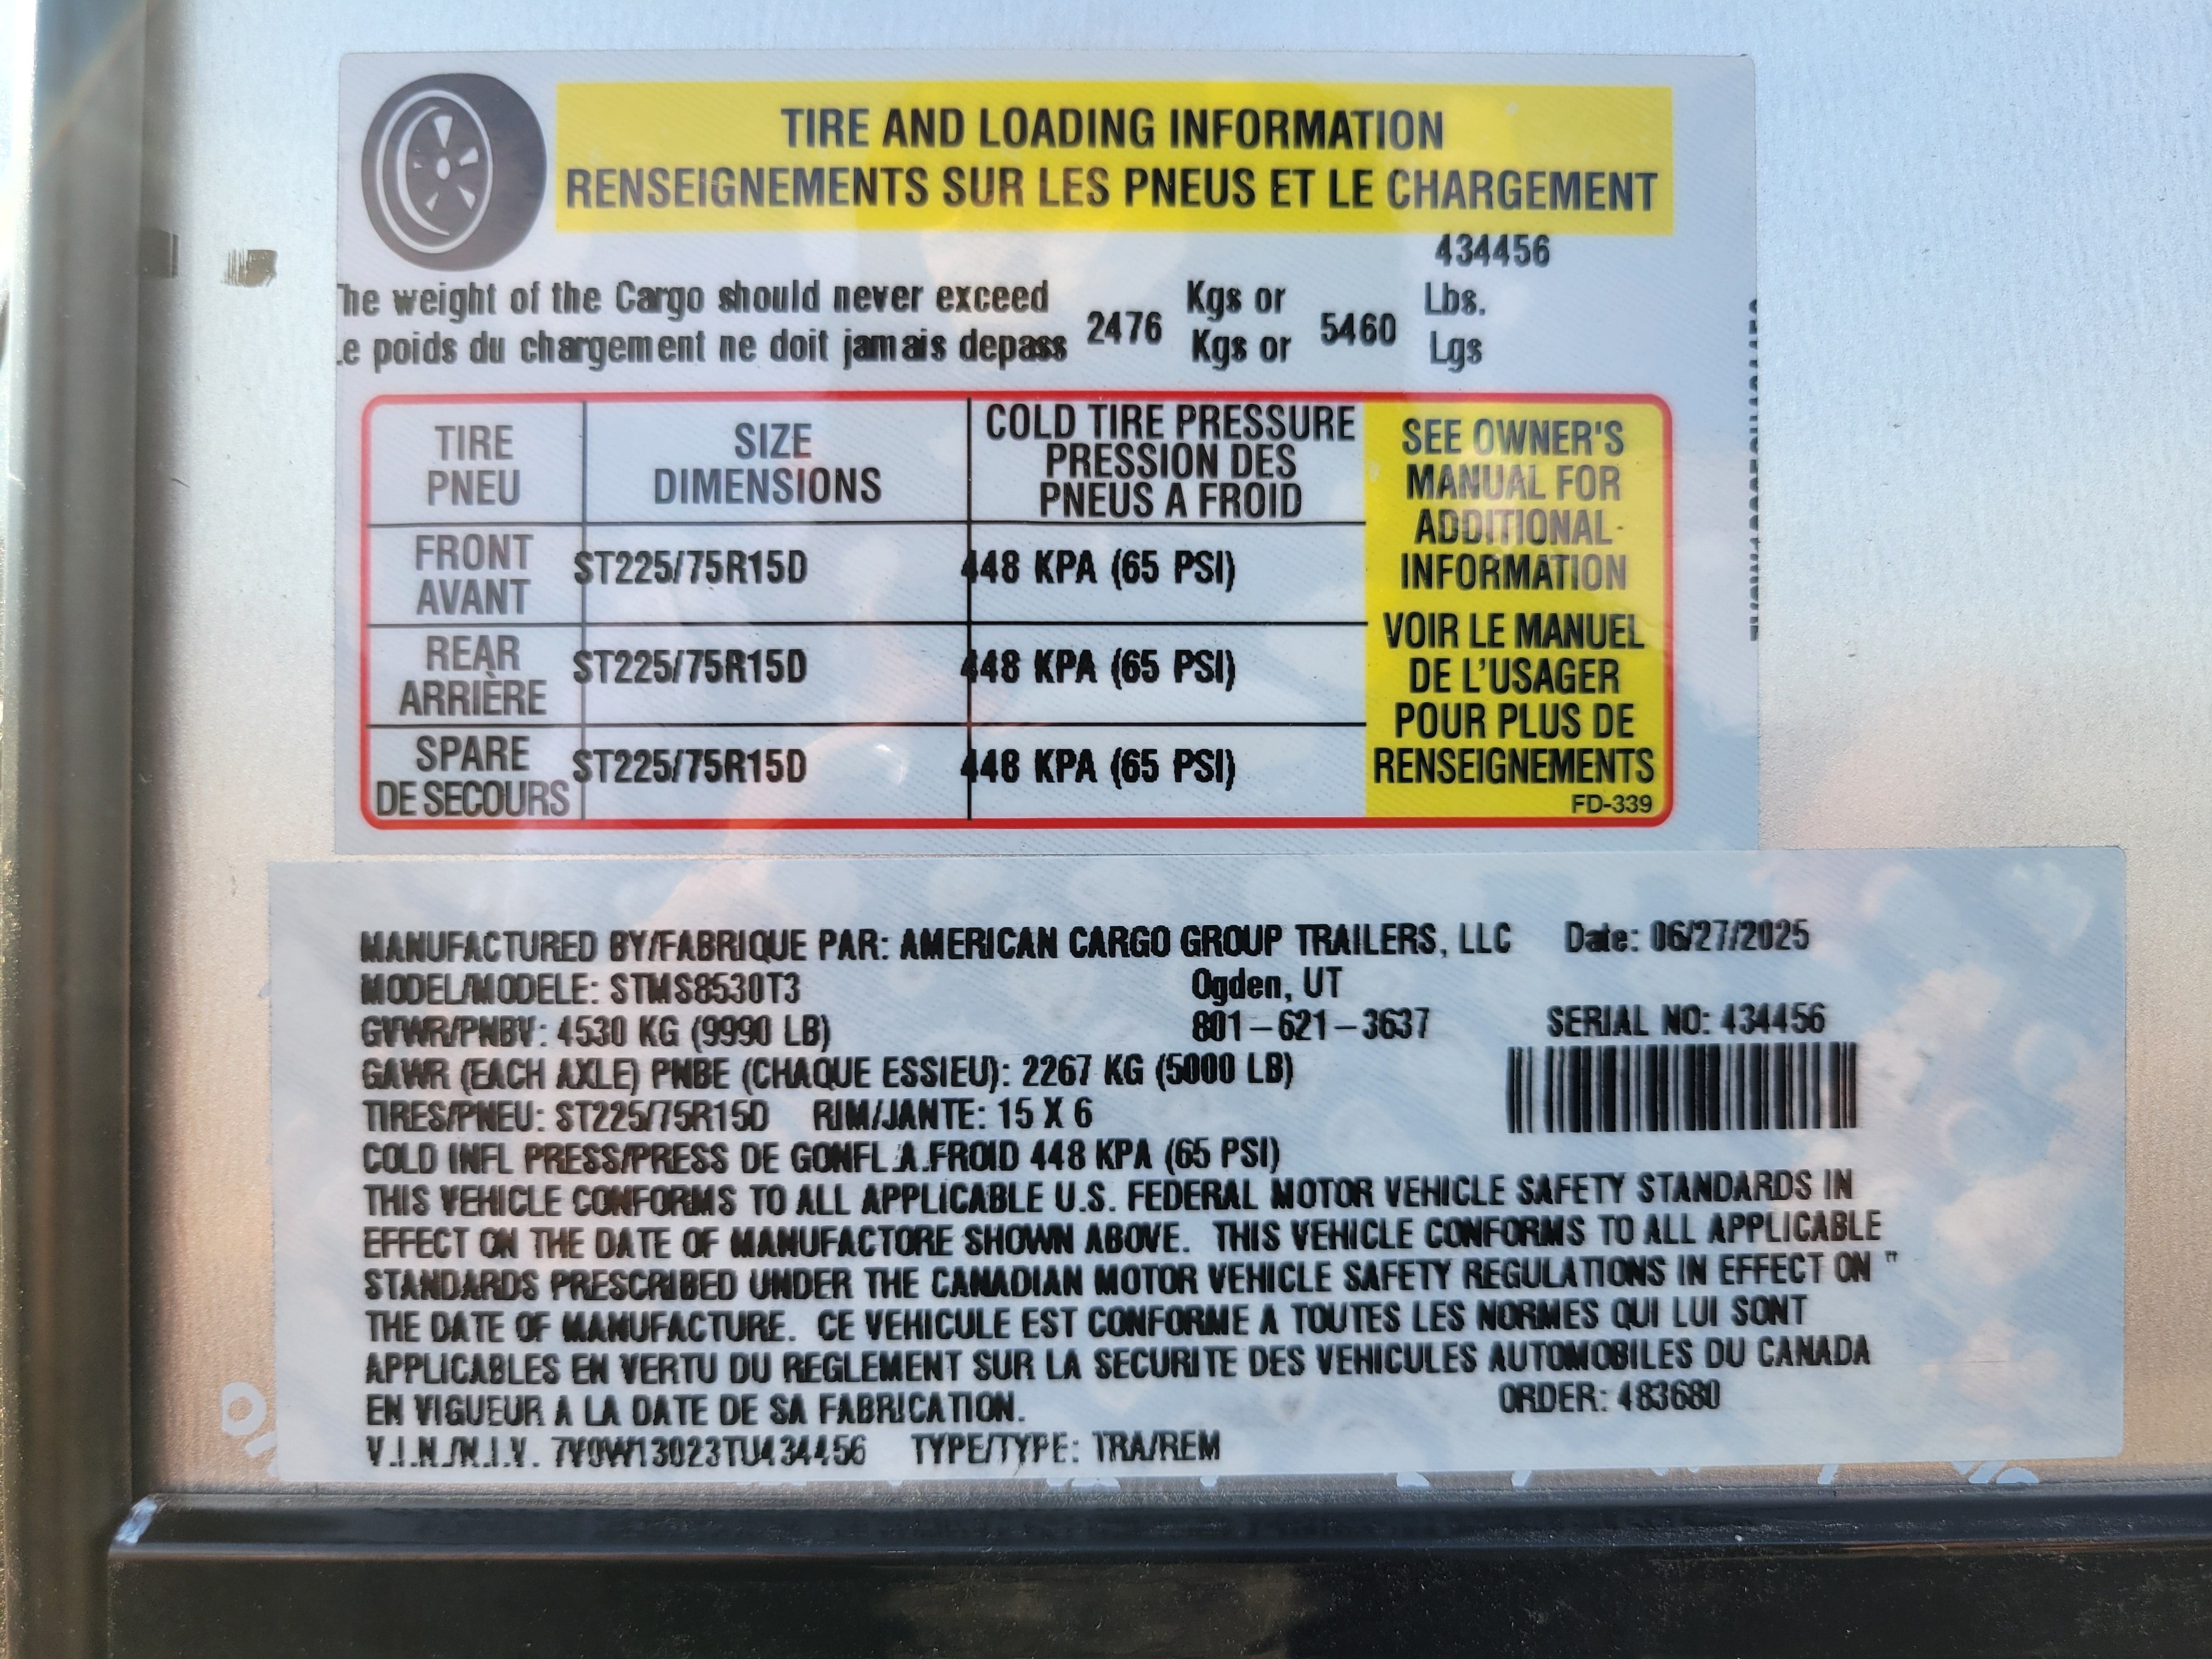 TIRE AND LOADING INFORMATION
RENSEIGNEMENTS SUR LES PNEUS ET LE CHARGEMENT
434456
he weight of the Cargo should never exceed 2476 Kgs or 5460 Lbs.
e poids du chargement ne doit jamais depass Kgs or Lgs
TIRE PNEU
SIZE DIMENSIONS
COLD TIRE PRESSURE
PRESSION DES
PNEUS A FROID
FRONT AVANT ST225/75R15D 448 KPA (65 PSI)
REAR ARRIÈRE ST225/75R15D 448 KPA (65 PSI)
SPARE DE SECOURS ST225/75R15D 448 KPA (65 PSI)
SEE OWNER'S
MANUAL FOR
ADDITIONAL
INFORMATION
VOIR LE MANUEL
DE L'USAGER
POUR PLUS DE
RENSEIGNEMENTS
FD-339
MANUFACTURED BY/FABRIQUE PAR: AMERICAN CARGO GROUP TRAILERS, LLC Date: 06/27/2025
MODEL/MODELE: STMS8530T3 Ogden, UT
GVWR/PNBV: 4530 KG (9990 LB) 801-621-3637 SERIAL NO: 434456
GAWR (EACH AXLE) PNBE (CHAQUE ESSIEU): 2267 KG (5000 LB)
TIRES/PNEU: ST225/75R15D RIM/JANTE: 15 X 6
COLD INFL PRESS/PRESS DE GONFL.A.FROID 448 KPA (65 PSI)
THIS VEHICLE CONFORMS TO ALL APPLICABLE U.S. FEDERAL MOTOR VEHICLE SAFETY STANDARDS IN
EFFECT ON THE DATE OF MANUFACTORE SHOWN ABOVE. THIS VEHICLE CONFORMS TO ALL APPLICABLE
STANDARDS PRESCRIBED UNDER THE CANADIAN MOTOR VEHICLE SAFETY REGULATIONS IN EFFECT ON "
THE DATE OF MANUFACTURE. CE VEHICULE EST CONFORME A TOUTES LES NORMES QUI LUI SONT
APPLICABLES EN VERTU DU REGLEMENT SUR LA SECURITE DES VEHICULES AUTOMOBILES DU CANADA
EN VIGUEUR A LA DATE DE SA FABRICATION. ORDER: 483680
V.I.N./N.I.V. 7V0W13023TU434456 TYPE/TYPE: TRA/REM